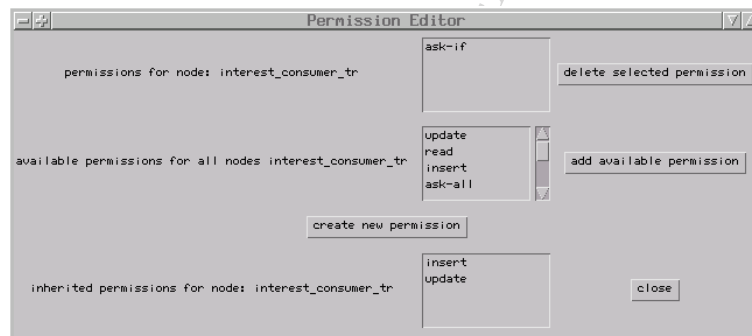 Permission Editor
ask-if
permissions for node: interest_consumer_tr
delete selected permission
update
read
insert
ask-all
available permissions for all nodes interest_consumer_tr
add available permission
create new permission
insert
update
inherited permissions for node: interest_consumer_tr
close